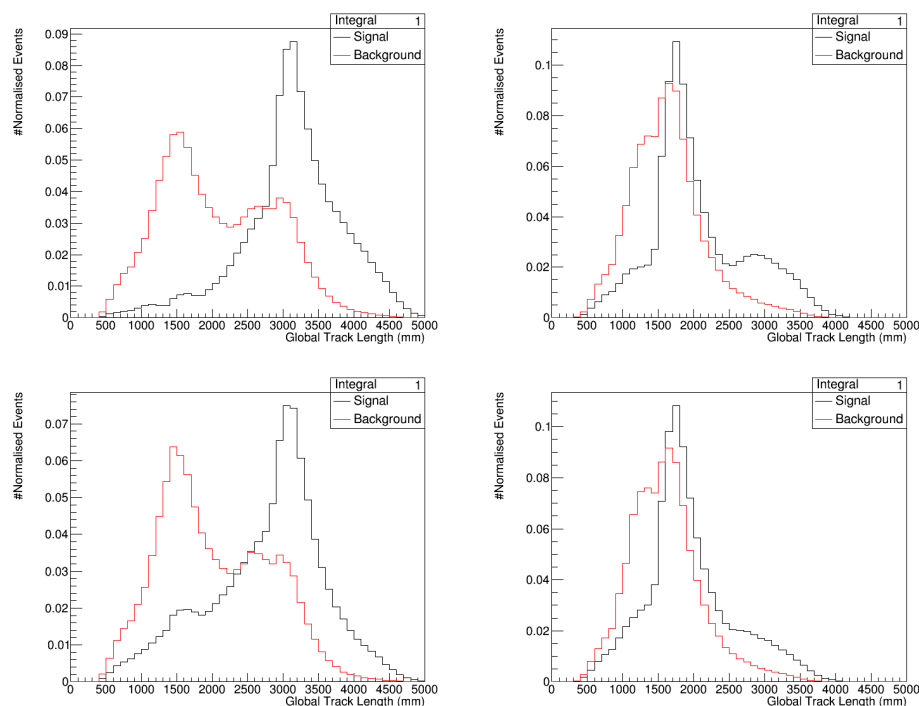 Integral 1
Signal
Background
#Normalised Events
0.09
0.08
0.07
0.06
0.05
0.04
0.03
0.02
0.01
0
0 500 1000 1500 2000 2500 3000 3500 4000 4500 5000
Global Track Length (mm)
Integral 1
Signal
Background
#Normalised Events
0.1
0.08
0.06
0.04
0.02
0
0 500 1000 1500 2000 2500 3000 3500 4000 4500 5000
Global Track Length (mm)
Integral 1
Signal
Background
#Normalised Events
0.07
0.06
0.05
0.04
0.03
0.02
0.01
0
0 500 1000 1500 2000 2500 3000 3500 4000 4500 5000
Global Track Length (mm)
Integral 1
Signal
Background
#Normalised Events
0.1
0.08
0.06
0.04
0.02
0
0 500 1000 1500 2000 2500 3000 3500 4000 4500 5000
Global Track Length (mm)